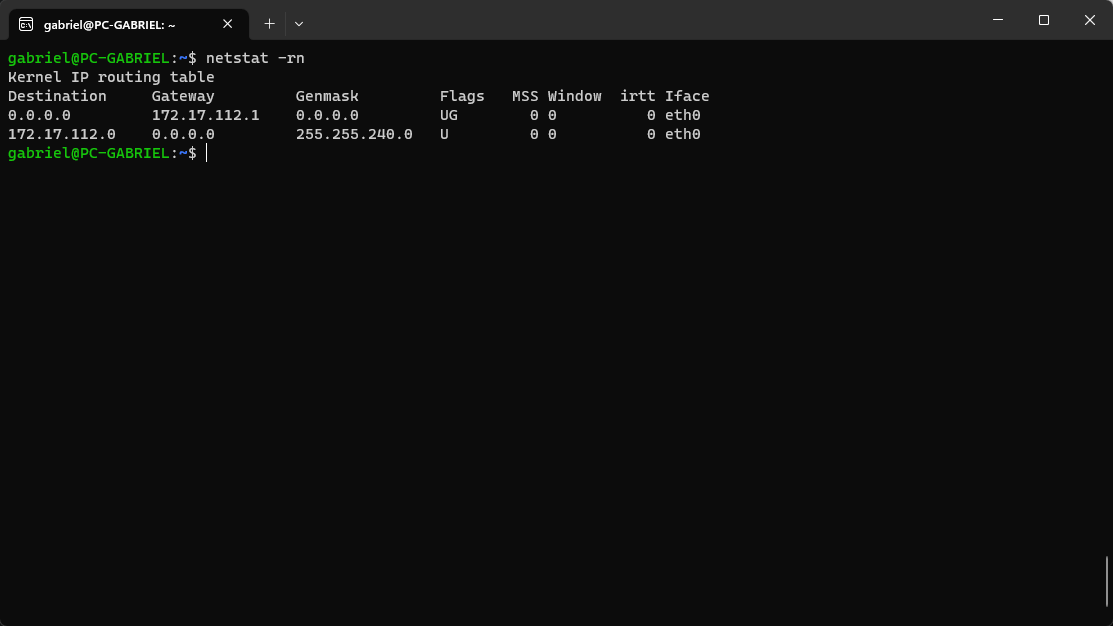 gabriel@PC-GABRIEL: ~
gabriel@PC-GABRIEL:~$ netstat -rn
Kernel IP routing table
Destination     Gateway         Genmask         Flags   MSS Window  irtt Iface
0.0.0.0         172.17.112.1    0.0.0.0         UG        0 0          0 eth0
172.17.112.0    0.0.0.0         255.255.240.0   U         0 0          0 eth0
gabriel@PC-GABRIEL:~$